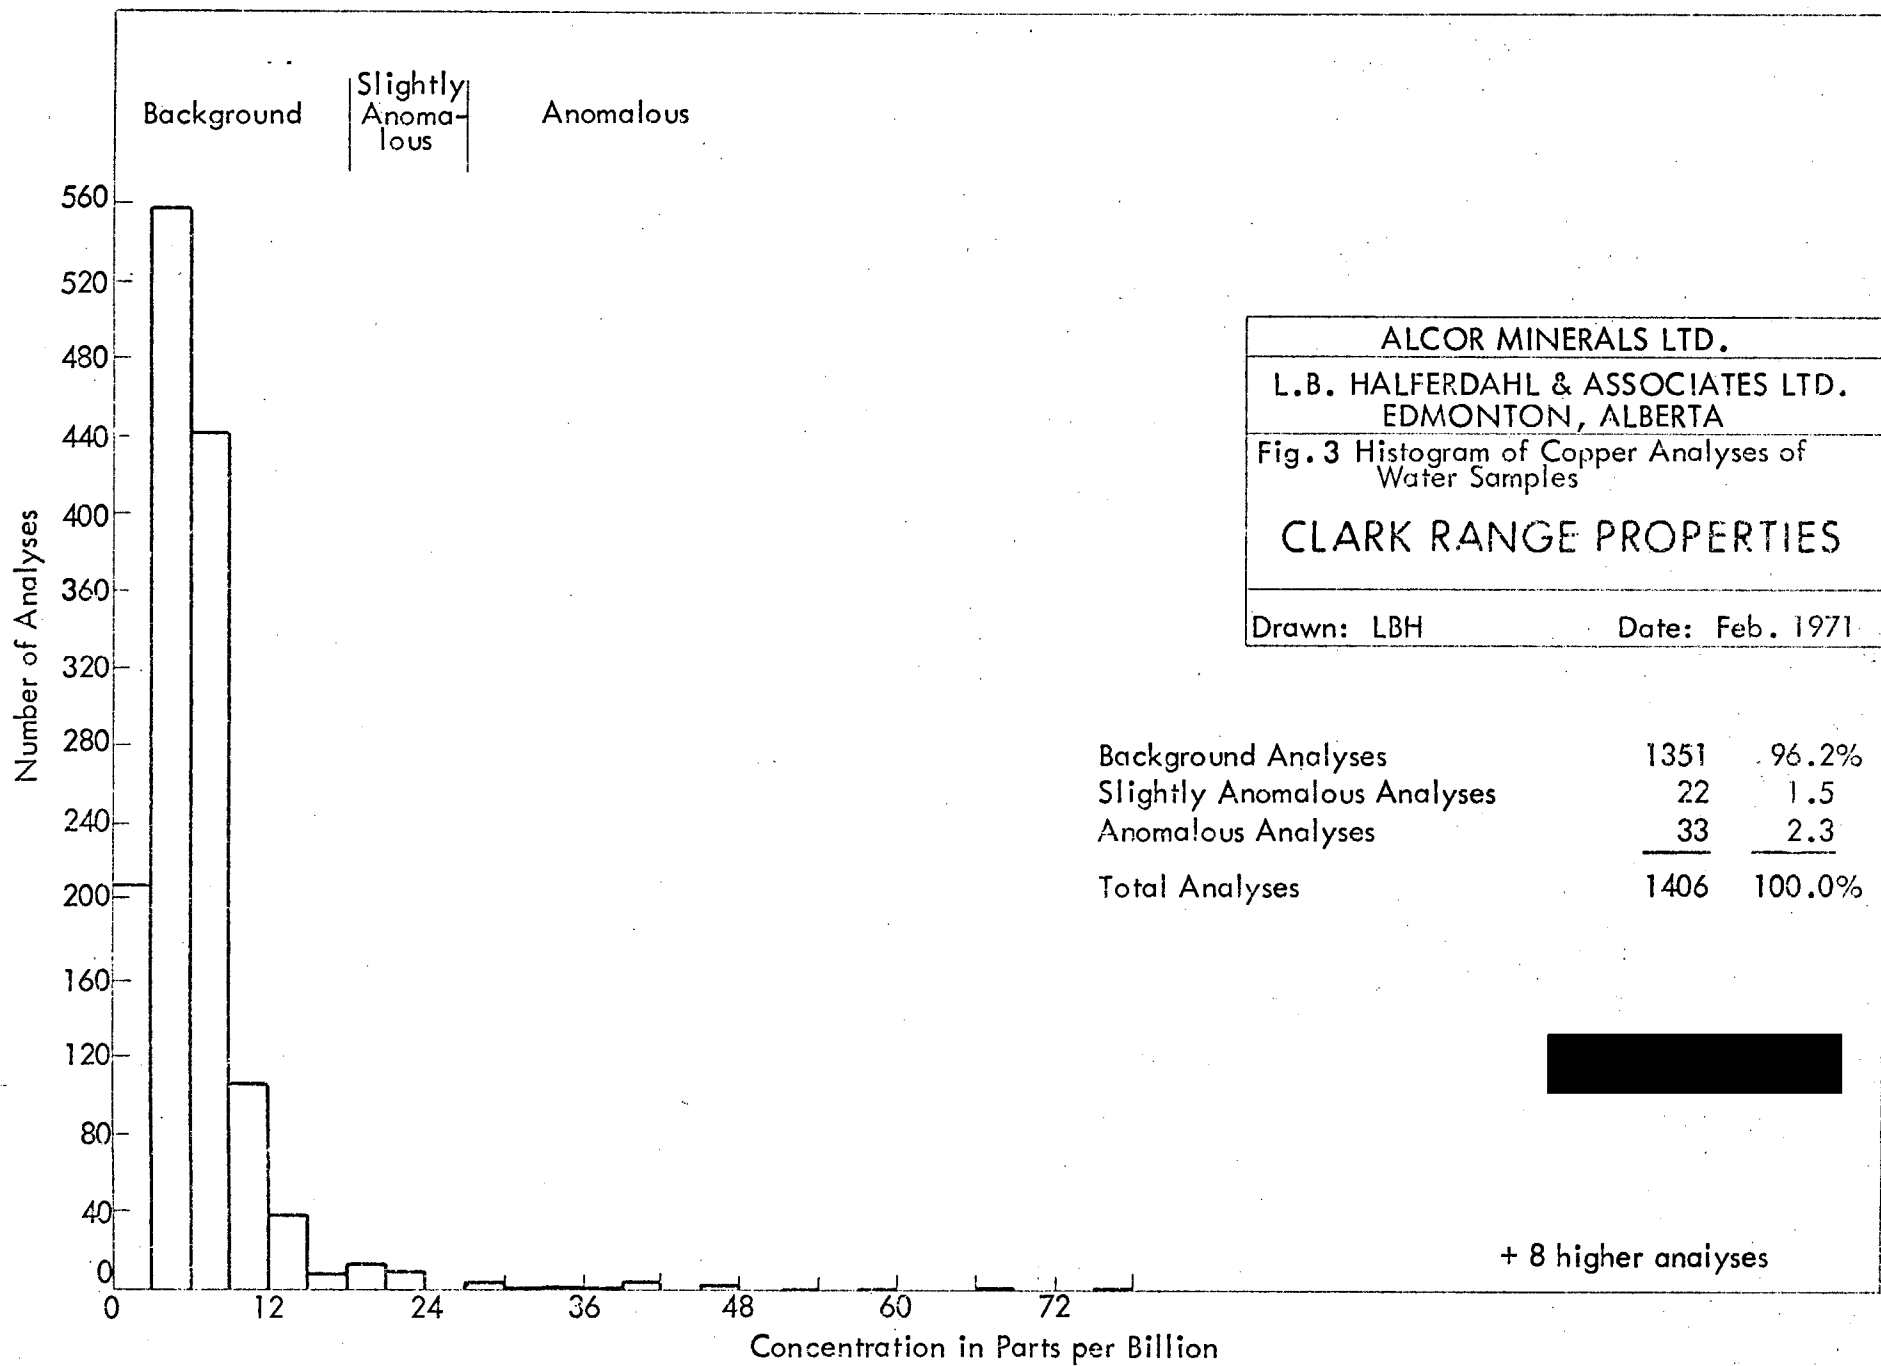 Background
Slightly
Anoma-
lous
Anomalous
560
520
480
440
400
360
320
280
240
200
160
120
80
40
0
Number of Analyses
0 12 24 36 48 60 72
Concentration in Parts per Billion
ALCOR MINERALS LTD.
L.B. HALFERDAHL & ASSOCIATES LTD.
EDMONTON, ALBERTA
Fig. 3 Histogram of Copper Analyses of
Water Samples
CLARK RANGE PROPERTIES
Drawn: LBH Date: Feb. 1971
Background Analyses 1351 96.2%
Slightly Anomalous Analyses 22 1.5
Anomalous Analyses 33 2.3
Total Analyses 1406 100.0%
+ 8 higher analyses